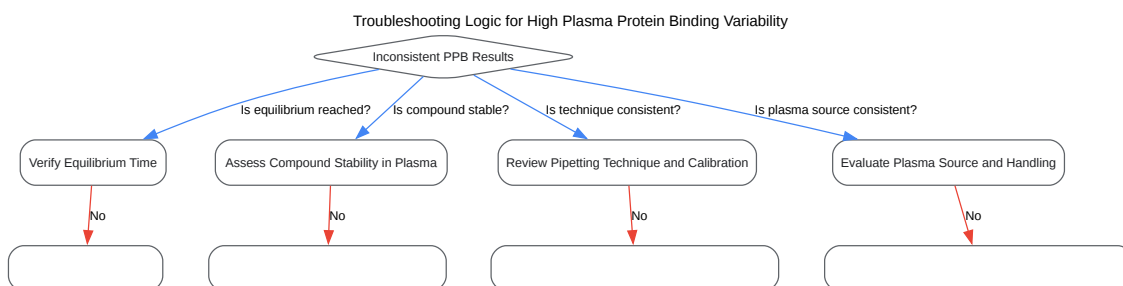 Troubleshooting Logic for High Plasma Protein Binding Variability
Inconsistent PPB Results
Is equilibrium reached?
Is compound stable?
Is technique consistent?
Is plasma source consistent?
Verify Equilibrium Time
Assess Compound Stability in Plasma
Review Pipetting Technique and Calibration
Evaluate Plasma Source and Handling
No
No
No
No